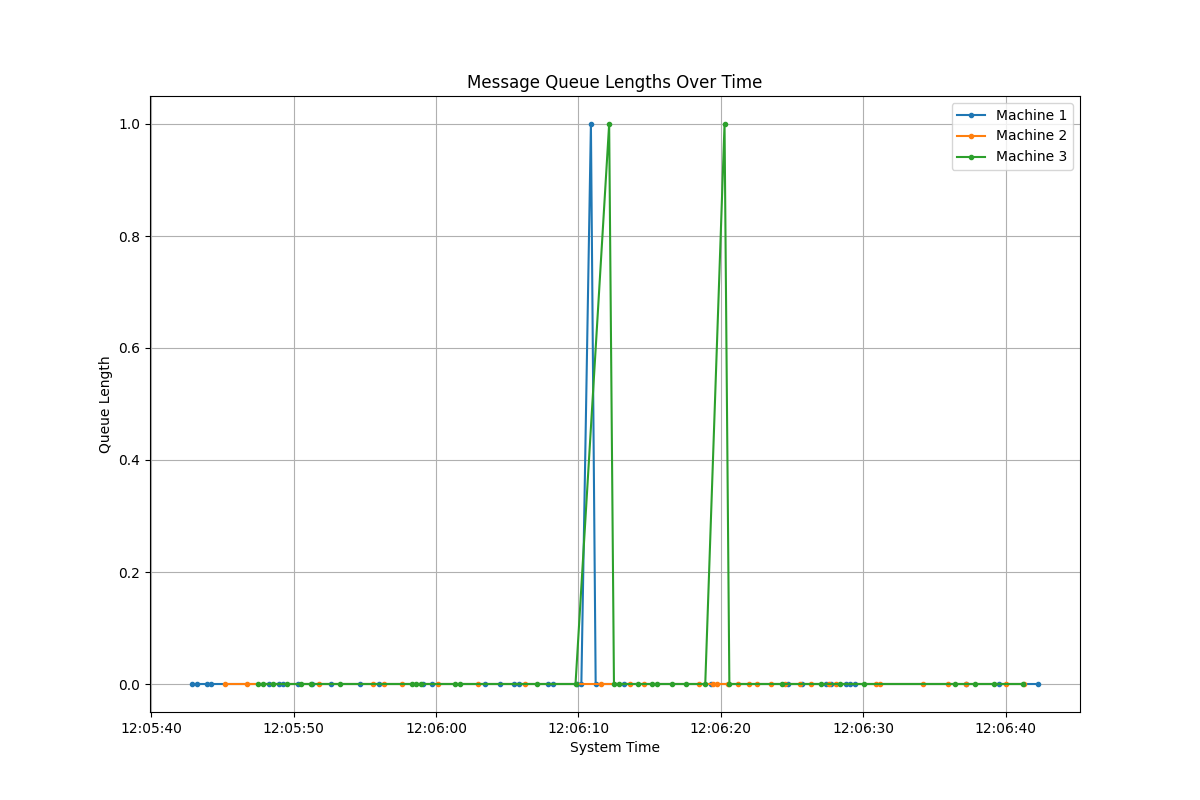 Message Queue Lengths Over Time
Machine 1
Machine 2
Machine 3
1.0
0.8
0.6
0.4
0.2
0.0
Queue Length
12:05:40 12:05:50 12:06:00 12:06:10 12:06:20 12:06:30 12:06:40
System Time